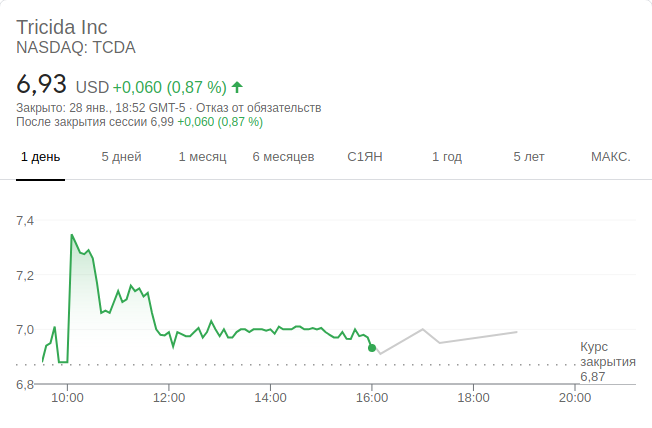 Tricida Inc
NASDAQ: TCDA
6,93 USD +0,060 (0,87 %)
Закрыто: 28 янв., 18:52 GMT-5 · Отказ от обязательств
После закрытия сессии 6,99 +0,060 (0,87 %)
1 день 5 дней 1 месяц 6 месяцев С1ЯН 1 год 5 лет МАКС.
7,4
7,2
7,0
6,8
Курс
закрытия
6,87
10:00 12:00 14:00 16:00 18:00 20:00